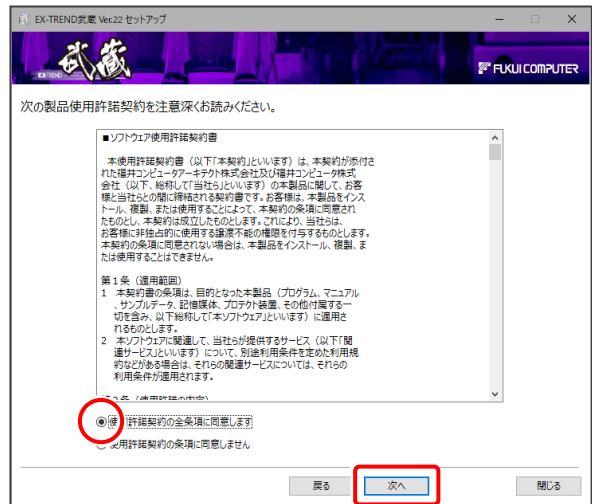 EX-TREND武蔵 Ver.22 セットアップ
武蔵
EX-TREND
FUKUI COMPUTER
次の製品使用許諾契約を注意深くお読みください。
■ソフトウェア使用許諾契約書
本使用許諾契約書（以下「本契約」といいます）は、本契約が添付さ
れた福井コンピュータアーキテクト株式会社及び福井コンピュータ株式
会社（以下、総称して「当社ら」といいます）の本製品に関して、お客
様と当社らとの間に締結される契約書です。お客様は、本製品をインス
トール、複製、または使用することによって、本契約の条項に同意され
たものとし、本契約は成立したものとします。これにより、当社らは、
お客様に非独占的に使用する譲渡不能の権限を付与するものとします。
本契約の条項に同意されない場合は、本製品をインストール、複製、ま
たは使用することはできません。
第１条（適用範囲）
1 本契約書の条項は、目的となった本製品（プログラム、マニュアル
、サンプルデータ、記憶媒体、プロテクト装置、その他付属する一
切を含み、以下総称して「本ソフトウェア」といいます）に適用さ
れるものとします。
2 本ソフトウェアに関連して、当社らが提供するサービス（以下「関
連サービス」といいます）について、別途利用条件を定めた利用規
約などがある場合は、それらの関連サービスについては、それらの
利用条件が適用されます。
第２条（使用許諾の内容）
使用許諾契約の全条項に同意します
使用許諾契約の条項に同意しません
戻る
次へ
閉じる